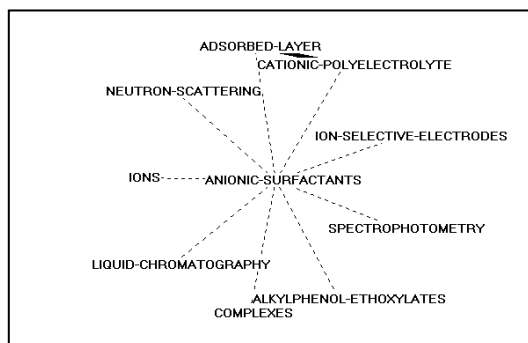 ADSORBED-LAYER
CATIONIC-POLYELECTROLYTE
NEUTRON-SCATTERING
ION-SELECTIVE-ELECTRODES
IONS
ANIONIC-SURFACTANTS
SPECTROPHOTOMETRY
LIQUID-CHROMATOGRAPHY
ALKYLPHENOL-ETHOXYLATES
COMPLEXES